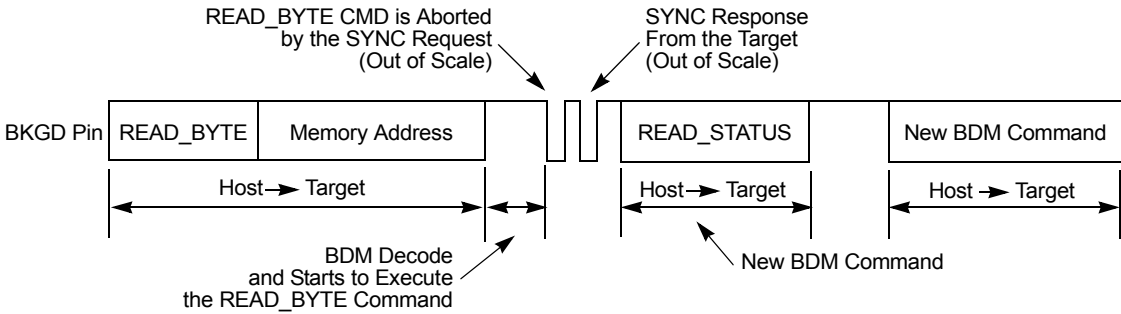 READ_BYTE CMD is Aborted
by the SYNC Request
(Out of Scale)
SYNC Response
From the Target
(Out of Scale)
BKGD Pin
READ_BYTE
Memory Address
READ_STATUS
New BDM Command
Host Target
Host Target
Host Target
BDM Decode
and Starts to Execute
the READ_BYTE Command
New BDM Command